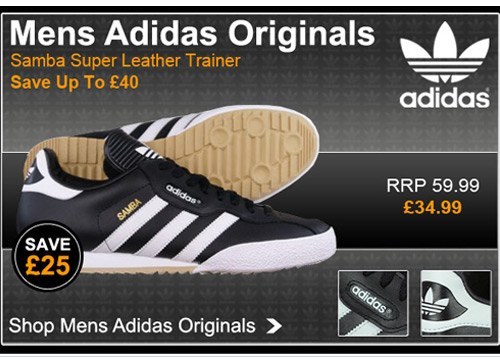 Mens Adidas Originals
Samba Super Leather Trainer
Save Up To £40
adidas
RRP 59.99
£34.99
adidas
SAMBA
SAVE
£25
adidas
Shop Mens Adidas Originals